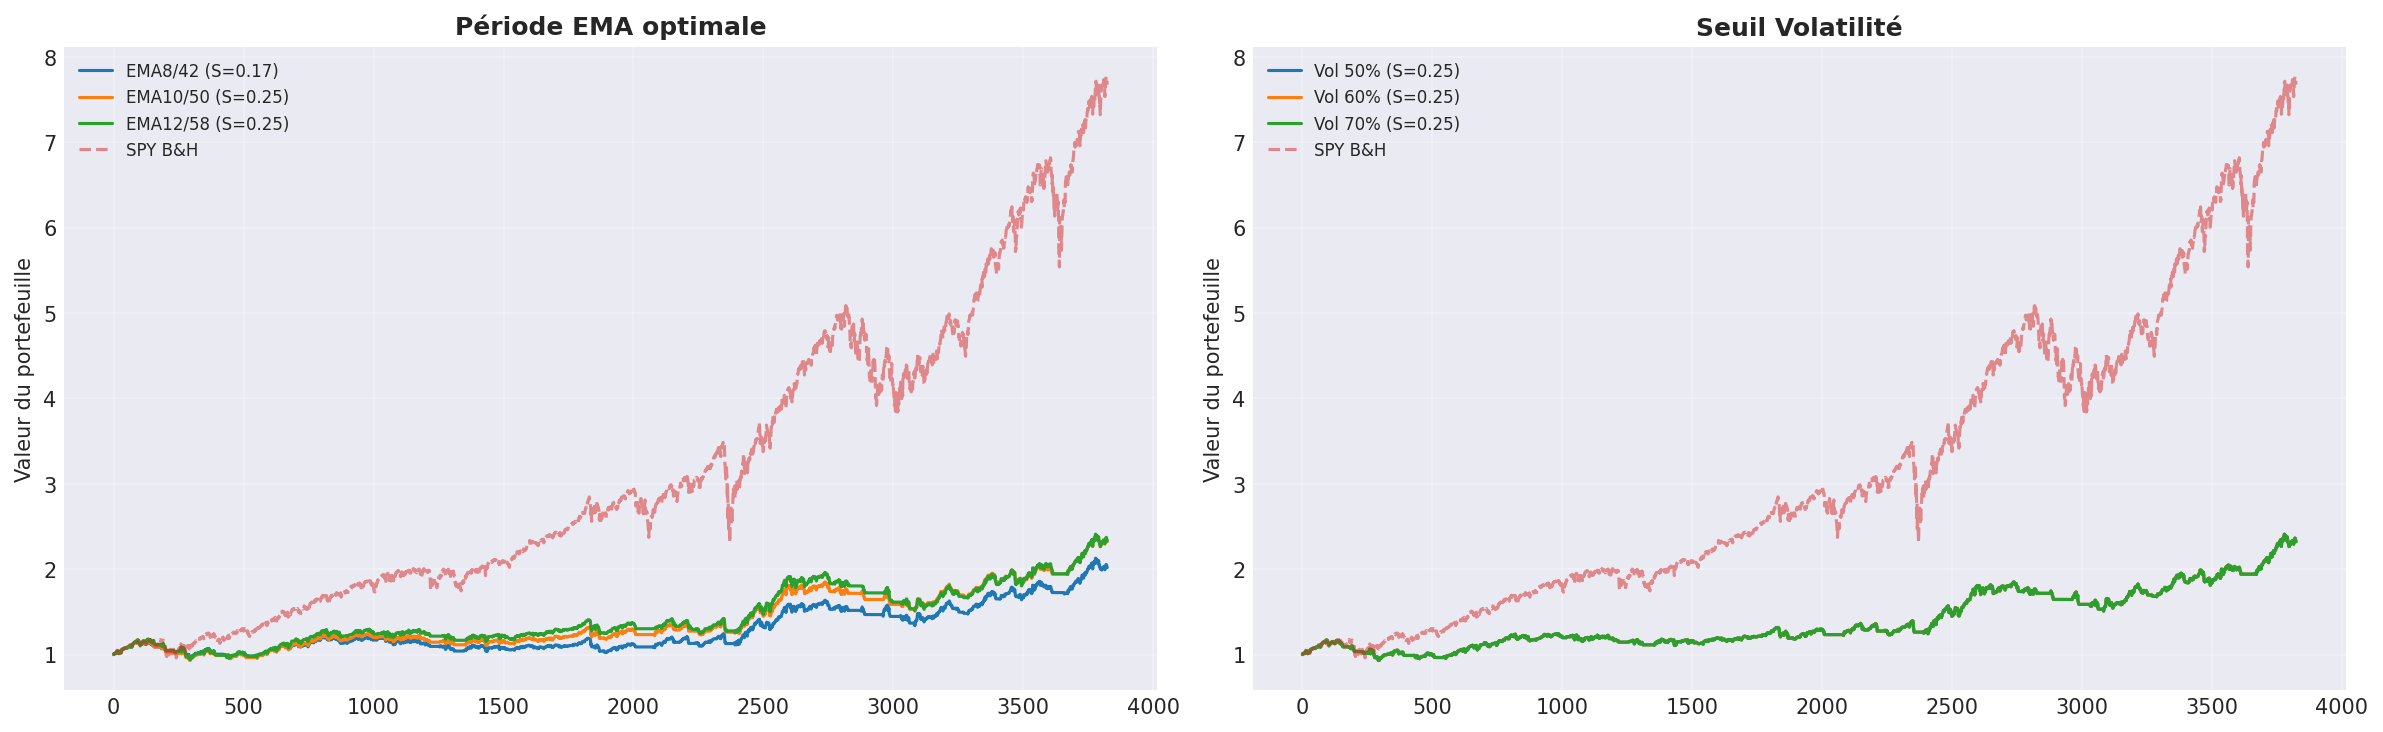 Période EMA optimale
EMA8/42 (S=0.17)
EMA10/50 (S=0.25)
EMA12/58 (S=0.25)
SPY B&H
Valeur du portefeuille
8
7
6
5
4
3
2
1
0 500 1000 1500 2000 2500 3000 3500 4000
Seuil Volatilité
Vol 50% (S=0.25)
Vol 60% (S=0.25)
Vol 70% (S=0.25)
SPY B&H
Valeur du portefeuille
8
7
6
5
4
3
2
1
0 500 1000 1500 2000 2500 3000 3500 4000